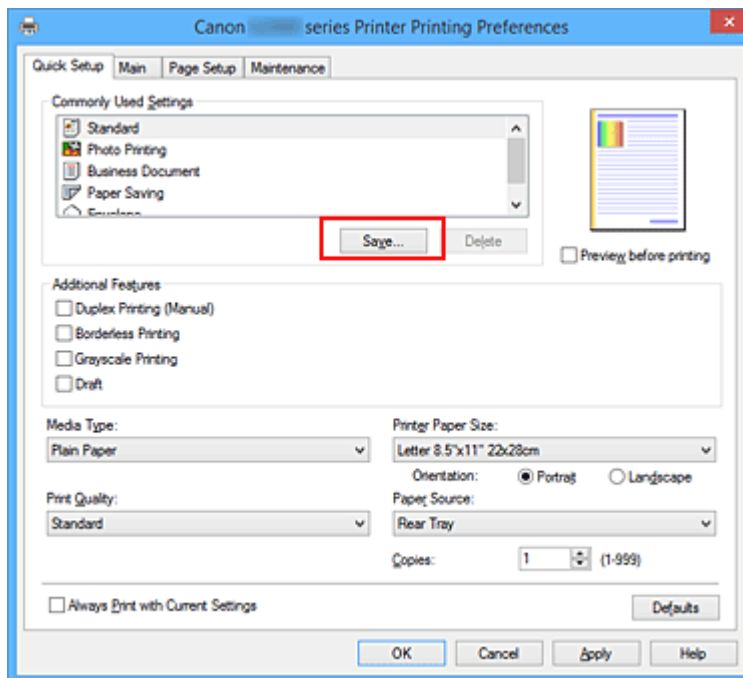 Canon series Printer Printing Preferences
Quick Setup Main Page Setup Maintenance
Commonly Used Settings
Standard
Photo Printing
Business Document
Paper Saving
Envelope
Save... Delete
Preview before printing
Additional Features
Duplex Printing (Manual)
Borderless Printing
Grayscale Printing
Draft
Media Type: Printer Paper Size:
Plain Paper Letter 8.5"x11" 22x28cm
Orientation: Portrait Landscape
Print Quality: Paper Source:
Standard Rear Tray
Copies: 1 (1-999)
Always Print with Current Settings Defaults
OK Cancel Apply Help